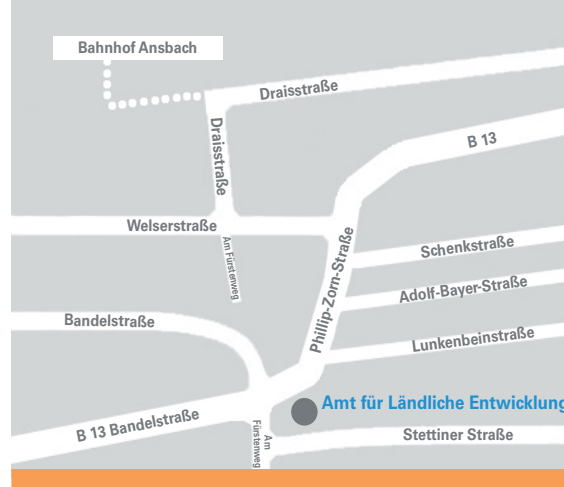 Bahnhof Ansbach
Draisstraße
Draisstraße
B 13
Welserstraße
Am Fürstenweg
Phillip-Zorn-Straße
Schenkstraße
Adolf-Bayer-Straße
Bandelstraße
Lunkenbeinstraße
Amt für Ländliche Entwicklung
B 13 Bandelstraße
Am
Fürstenweg
Stettiner Straße